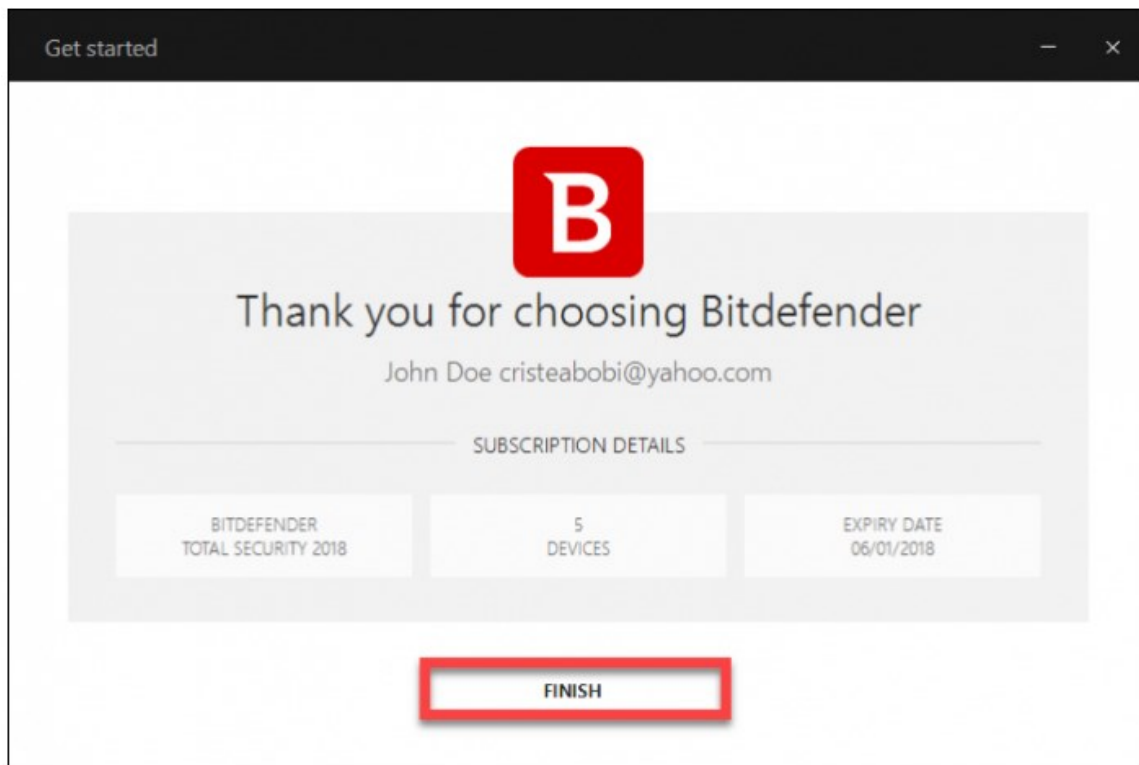 Get started
B
Thank you for choosing Bitdefender
John Doe cristeabobi@yahoo.com
SUBSCRIPTION DETAILS
BITDEFENDER
TOTAL SECURITY 2018
5
DEVICES
EXPIRY DATE
06/01/2018
FINISH